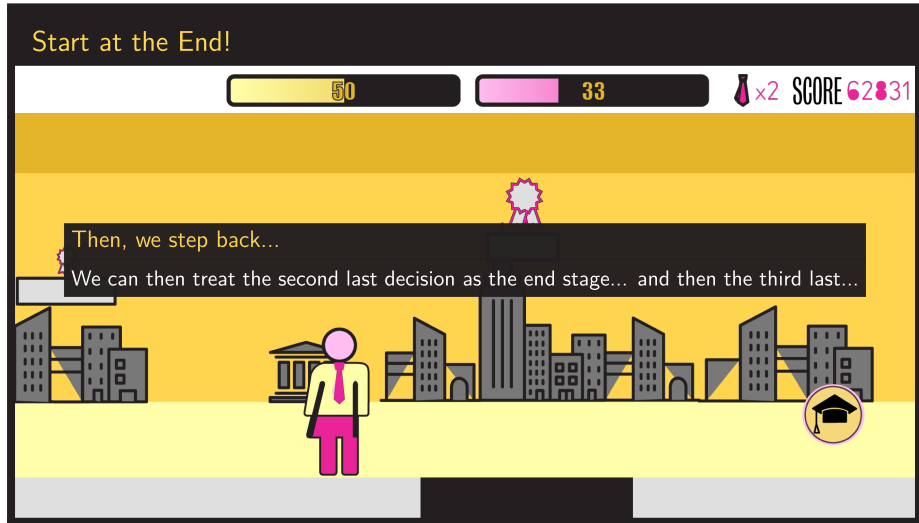 Start at the End!
50
33
x2 SCORE 62831
Then, we step back...
We can then treat the second last decision as the end stage... and then the third last...